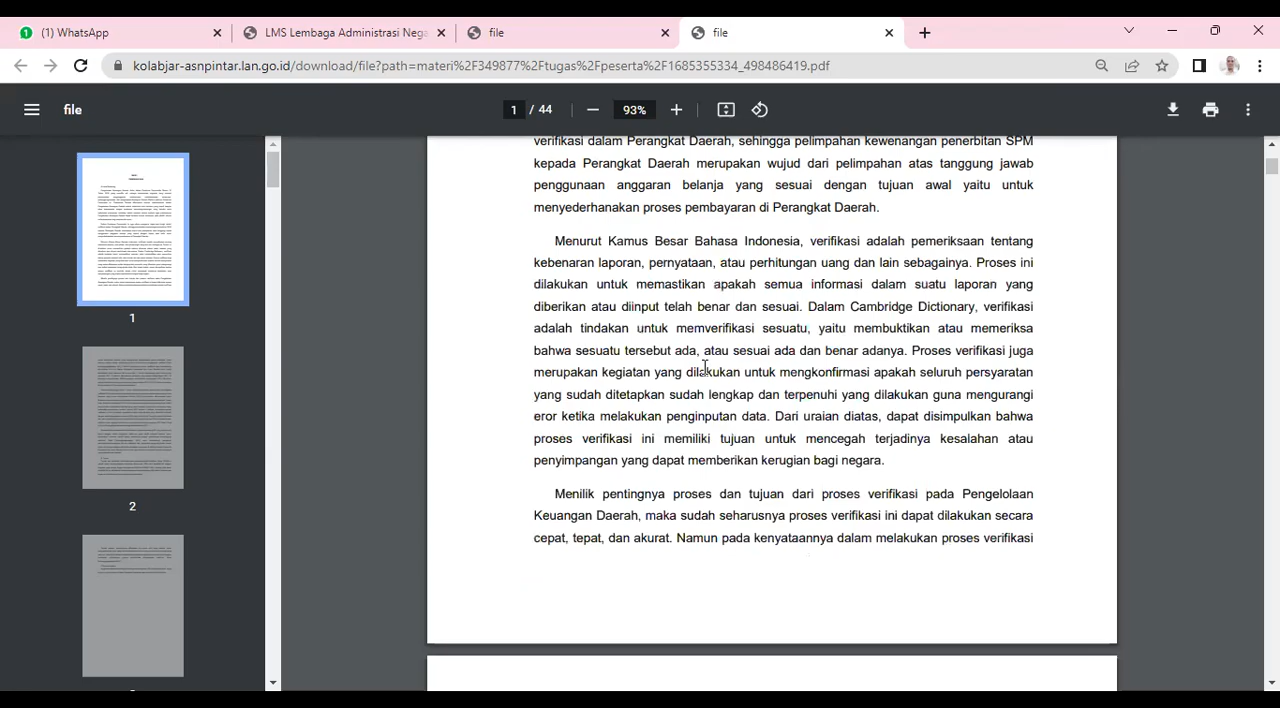 1 (1) WhatsApp
LMS Lembaga Administrasi Nega
file
file
kolabjar-asnpintar.lan.go.id/download/file?path=materi%2F349877%2Ftugas%2Fpeserta%2F1685355334_498486419.pdf
file
1 / 44
93%
verifikasi dalam Perangkat Daerah, sehingga pelimpahan kewenangan penerbitan SPM
kepada Perangkat Daerah merupakan wujud dari pelimpahan atas tanggung jawab
penggunaan anggaran belanja yang sesuai dengan tujuan awal yaitu untuk
menyederhanakan proses pembayaran di Perangkat Daerah.
Menurut Kamus Besar Bahasa Indonesia, verifikasi adalah pemeriksaan tentang
kebenaran laporan, pernyataan, atau perhitungan uang dan lain sebagainya. Proses ini
dilakukan untuk memastikan apakah semua informasi dalam suatu laporan yang
diberikan atau diinput telah benar dan sesuai. Dalam Cambridge Dictionary, verifikasi
adalah tindakan untuk memverifikasi sesuatu, yaitu membuktikan atau memeriksa
bahwa sesuatu tersebut ada, atau sesuai ada dan benar adanya. Proses verifikasi juga
merupakan kegiatan yang dilakukan untuk mengkonfirmasi apakah seluruh persyaratan
yang sudah ditetapkan sudah lengkap dan terpenuhi yang dilakukan guna mengurangi
eror ketika melakukan penginputan data. Dari uraian diatas, dapat disimpulkan bahwa
proses verifikasi ini memiliki tujuan untuk mencegah terjadinya kesalahan atau
penyimpangan yang dapat memberikan kerugian bagi negara.
Menilik pentingnya proses dan tujuan dari proses verifikasi pada Pengelolaan
Keuangan Daerah, maka sudah seharusnya proses verifikasi ini dapat dilakukan secara
cepat, tepat, dan akurat. Namun pada kenyataannya dalam melakukan proses verifikasi
1
2